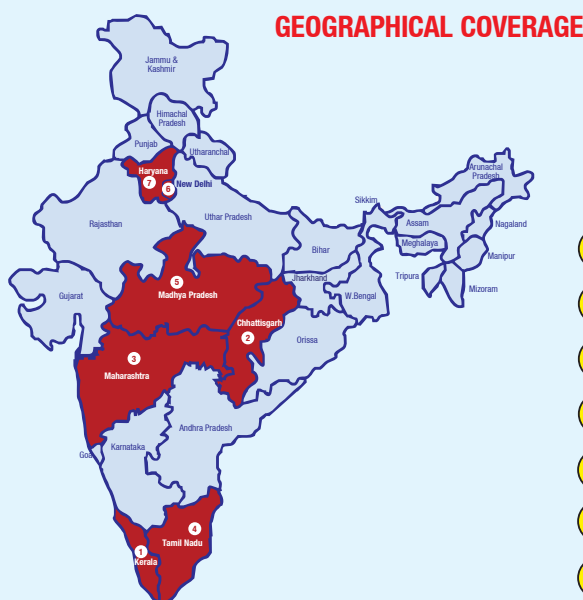 GEOGRAPHICAL COVERAGE
Jammu &
Kashmir
Himachal
Pradesh
Punjab
Utharanchal
Haryana
7
6
New Delhi
Arunachal
Pradesh
Sikkim
Rajasthan
Uthar Pradesh
Assam
Nagaland
Bihar
Meghalaya
Manipur
Jharkhand
Tripura
5
Mizoram
Gujarat
Madhya Pradesh
W.Bengal
Chhattisgarh
2
Orissa
3
Maharashtra
Andhra Pradesh
Goa
Karnataka
4
Tamil Nadu
1
Kerala